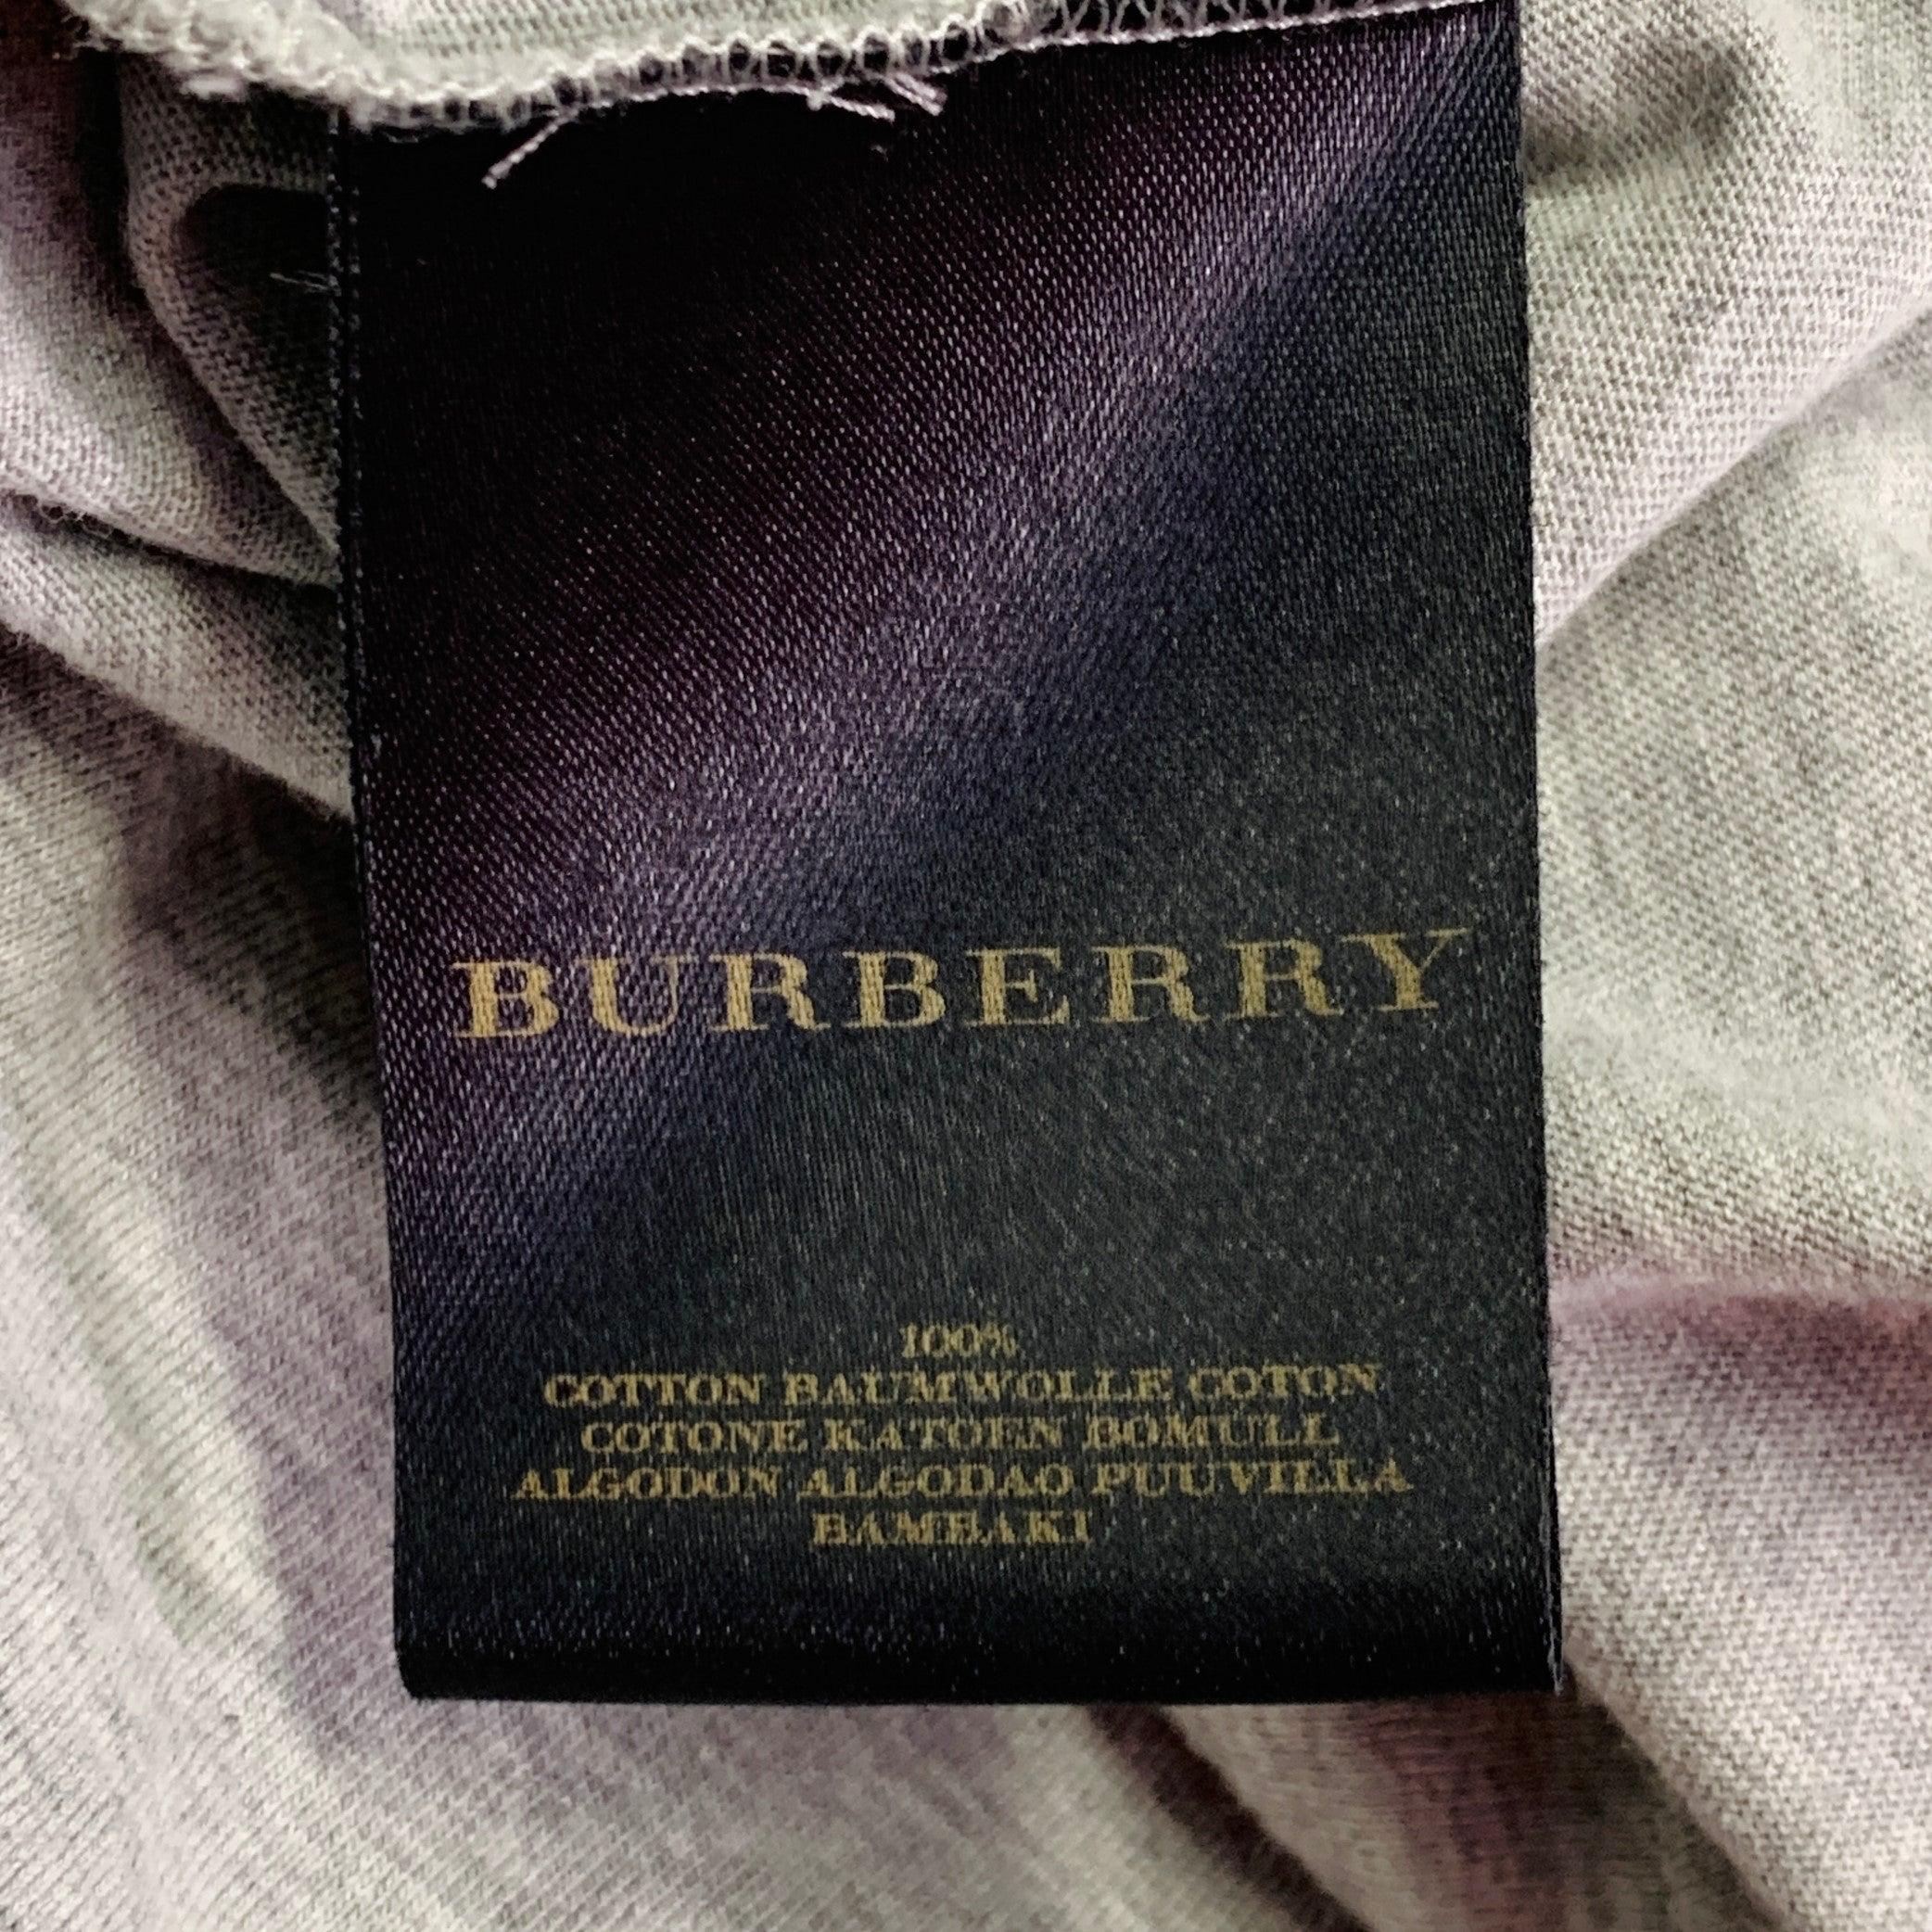 BURBERRY
100%
COTTON BAUMWOLLE COTON
COTONE KATOEN BOMULL
ALGODON ALGODAO PUUVILLA
BAMBAKI